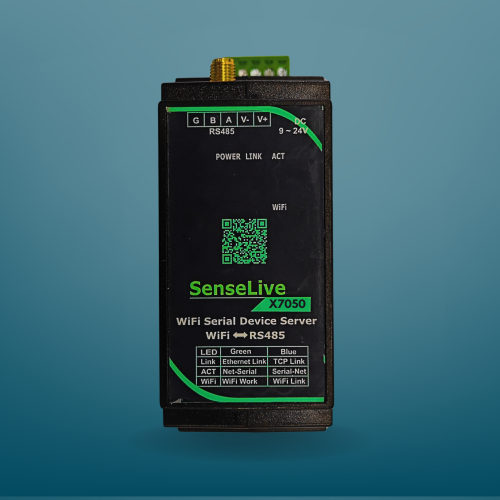 G B A V- V+ DC
RS485 9 ~ 24V
POWER LINK ACT
WiFi
SenseLive
X7050
WiFi Serial Device Server
WiFi ⟷ RS485
LED Green Blue
Link Ethernet Link TCP Link
ACT Net-Serial Serial-Net
WiFi WiFi Work WiFi Link